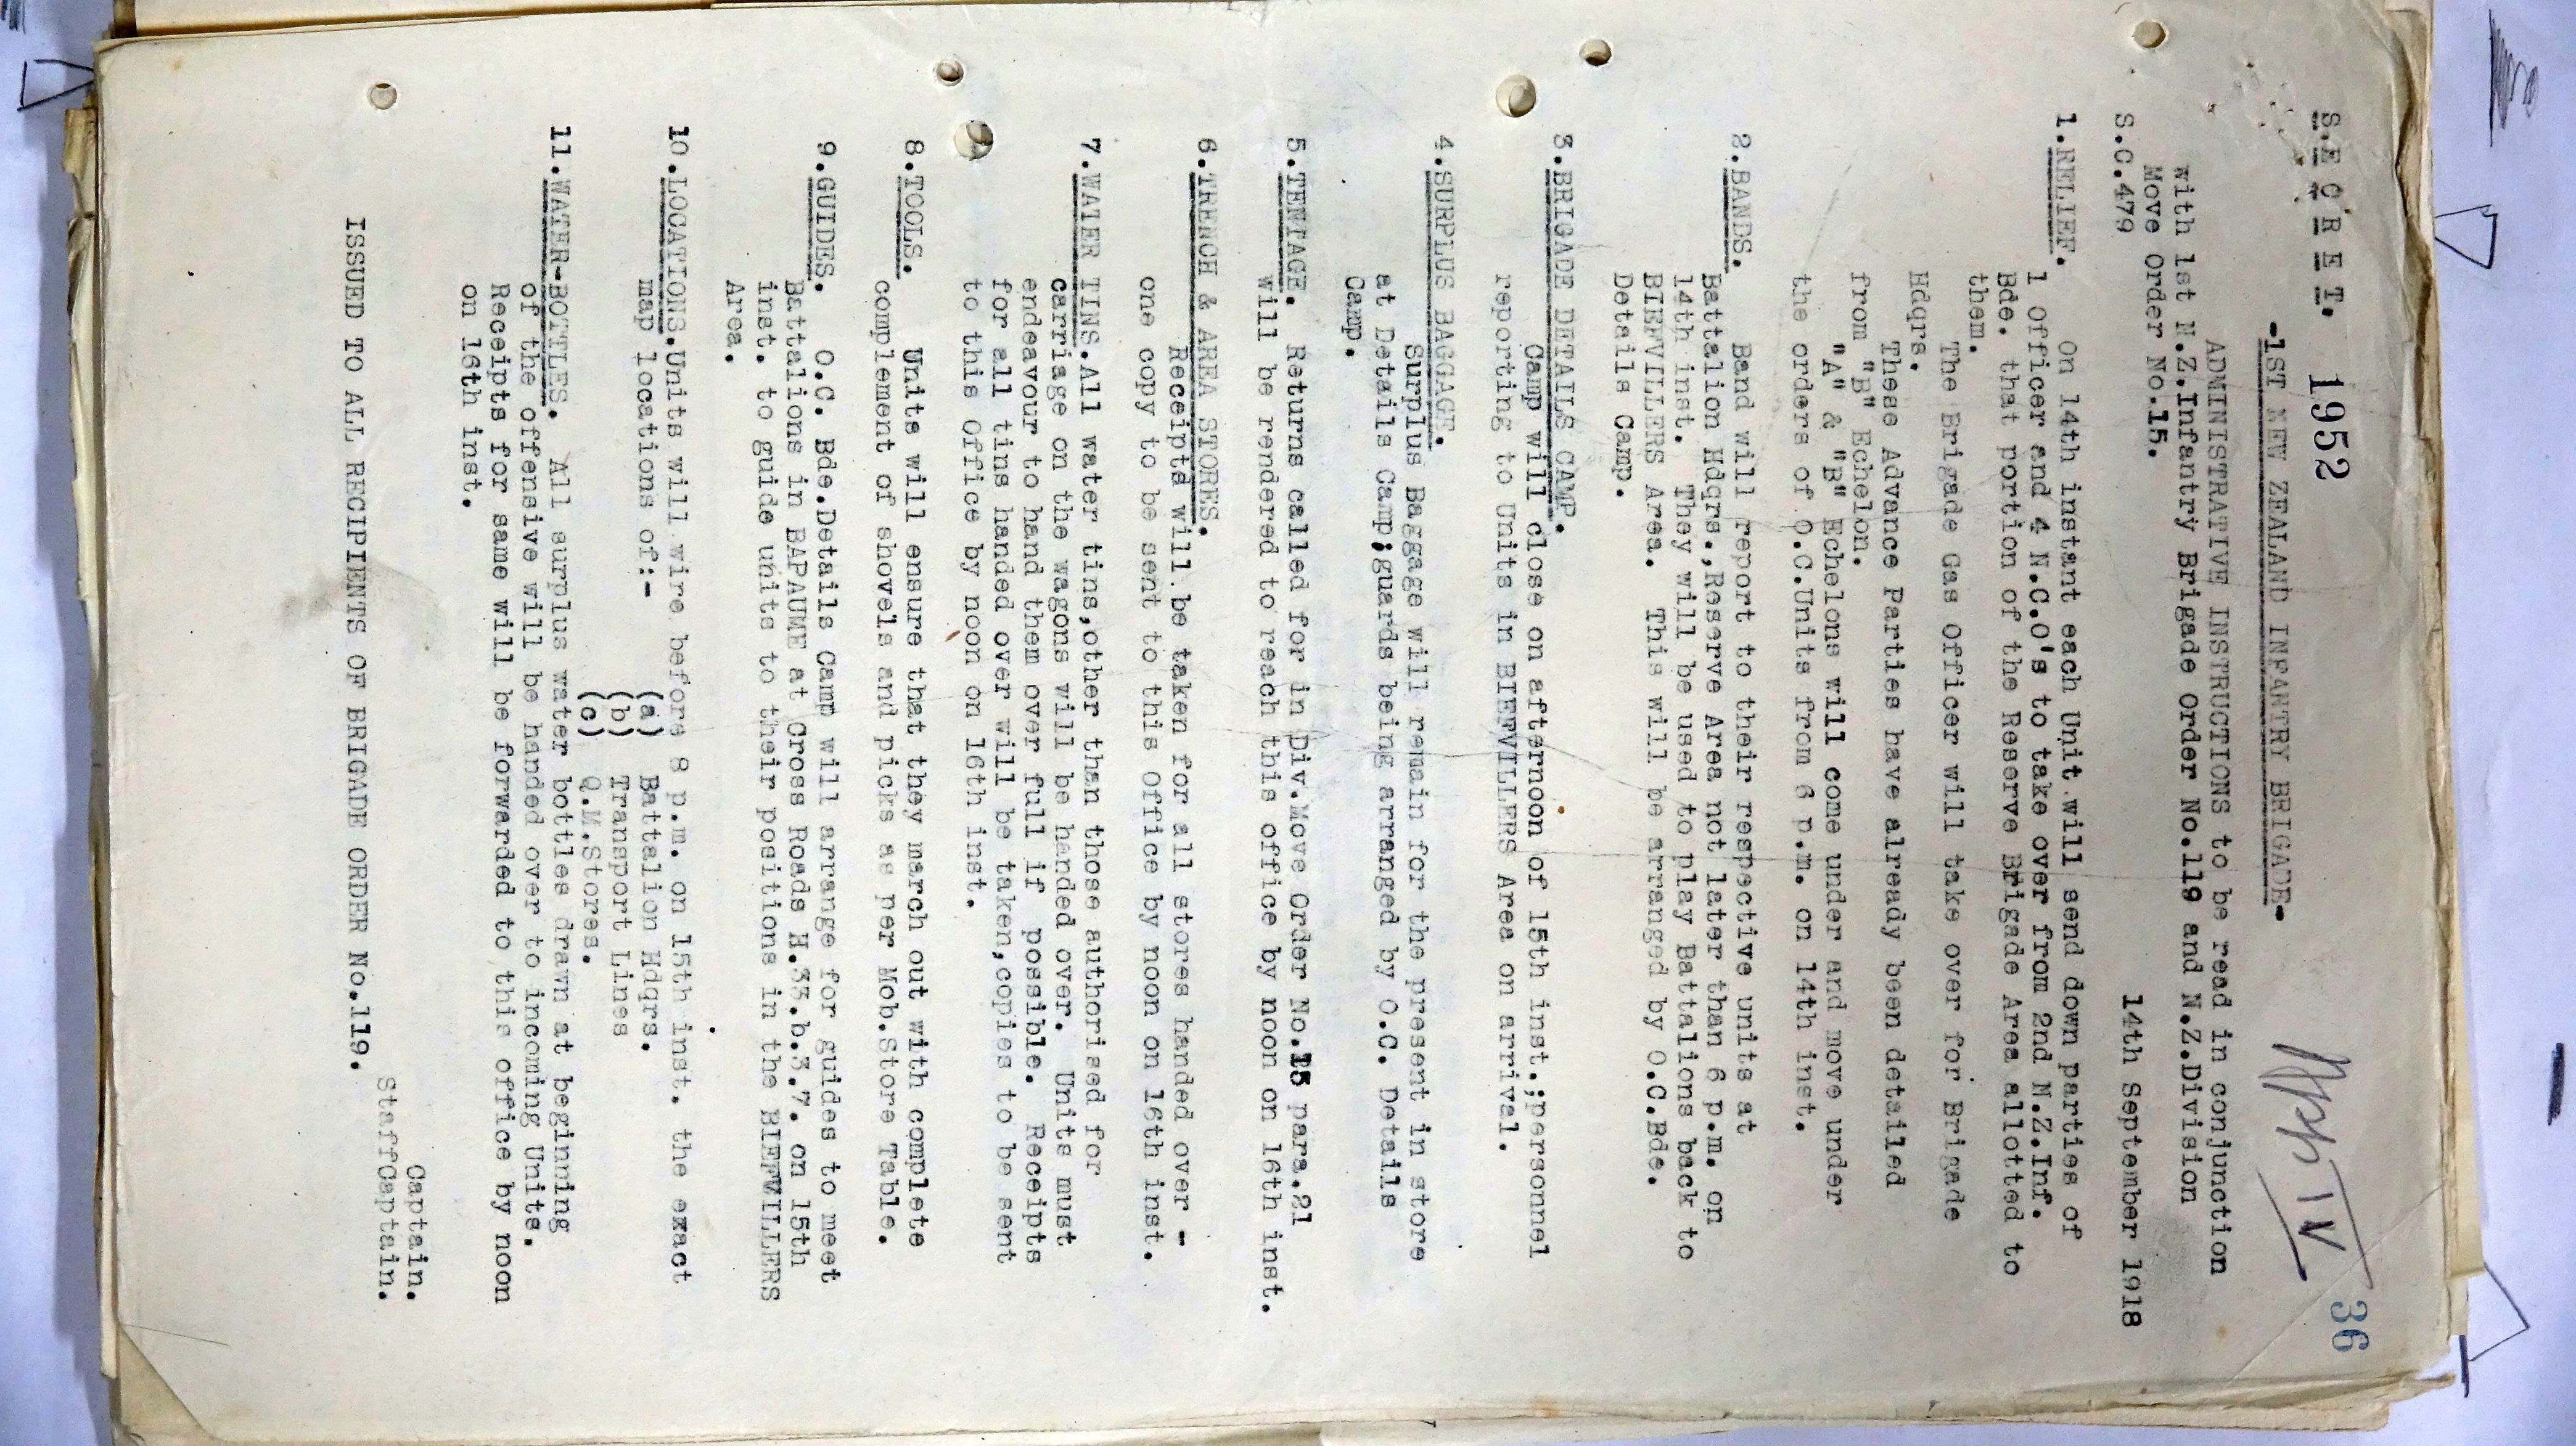 S.E C R E T. 1952
Appx IV 36
-1ST NEW ZEALAND INFANTRY BRIGADE-
ADMINISTRATIVE INSTRUCTIONS to be read in conjunction
with 1st N.Z.Infantry Brigade Order No.119 and N.Z.Division
Move Order No.15.
S.C.479 14th September 1918
1.RELIEF. On 14th instant each Unit will send down parties of
1 Officer and 4 N.C.O's to take over from 2nd N.Z.Inf.
Bde. that portion of the Reserve Brigade Area allotted to
them.
The Brigade Gas Officer will take over for Brigade
Hdqrs.
These Advance Parties have already been detailed
from "B" Echelon.
"A" & "B" Echelons will come under and move under
the orders of O.C.Units from 6 p.m. on 14th inst.
2.BANDS. Band will report to their respective units at
Battalion Hdqrs.,Reserve Area not later than 6 p.m. on
14th inst. They will be used to play Battalions back to
BIEFVILLERS Area. This will be arranged by O.C.Bde.
Details Camp.
3.BRIGADE DETAILS CAMP.
Camp will close on afternoon of 15th inst.;personnel
reporting to Units in BIEFVILLERS Area on arrival.
4.SURPLUS BAGGAGE.
Surplus Baggage will remain for the present in store
at Details Camp;guards being arranged by O.C. Details
Camp.
5.TENTAGE. Returns called for in Div.Move Order No.15 para.21
will be rendered to reach this office by noon on 16th inst.
6.TRENCH & AREA STORES.
Receipts will be taken for all stores handed over -
one copy to be sent to this Office by noon on 16th inst.
7.WATER TINS.All water tins,other than those authorised for
carriage on the wagons will be handed over. Units must
endeavour to hand them over full if possible. Receipts
for all tins handed over will be taken,copies to be sent
to this Office by noon on 16th inst.
8.TOOLS. Units will ensure that they march out with complete
complement of shovels and picks as per Mob.Store Table.
9.GUIDES. O.C. Bde.Details Camp will arrange for guides to meet
Battalions in BAPAUME at Cross Roads H.33.b.3.7. on 15th
inst. to guide units to their positions in the BIEFVILLERS
Area.
10.LOCATIONS.Units will wire before 8 p.m. on 15th inst. the exact
map locations of:-
(a) Battalion Hdqrs.
(b) Transport Lines
(c) Q.M.Stores.
11.WATER-BOTTLES. All surplus water bottles drawn at beginning
of the offensive will be handed over to incoming Units.
Receipts for same will be forwarded to this office by noon
on 16th inst.
Captain.
StaffCaptain.
ISSUED TO ALL RECIPIENTS OF BRIGADE ORDER No.119.